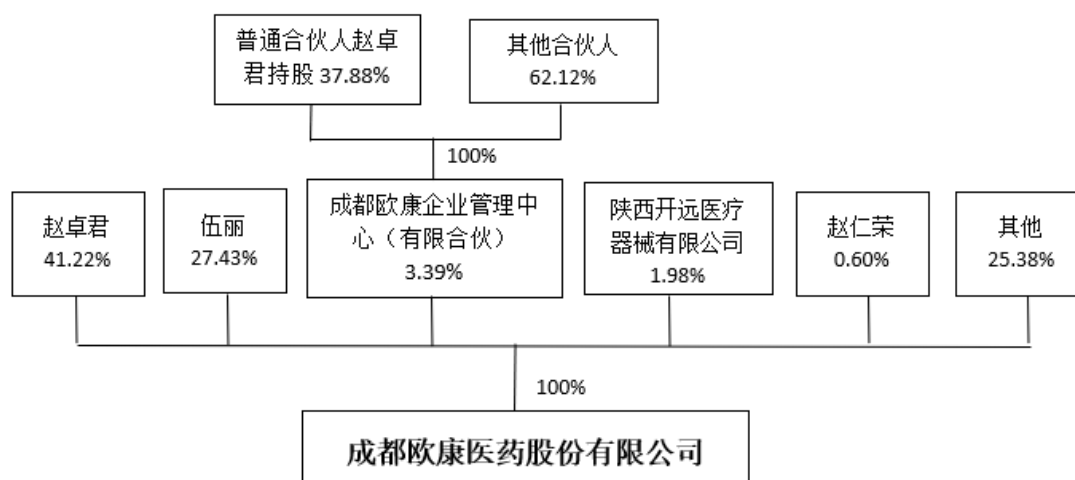 普通合伙人赵卓
君持股 37.88%
其他合伙人
62.12%
100%
赵卓君
41.22%
伍丽
27.43%
成都欧康企业管理中
心（有限合伙）
3.39%
陕西开远医疗
器械有限公司
1.98%
赵仁荣
0.60%
其他
25.38%
100%
成都欧康医药股份有限公司